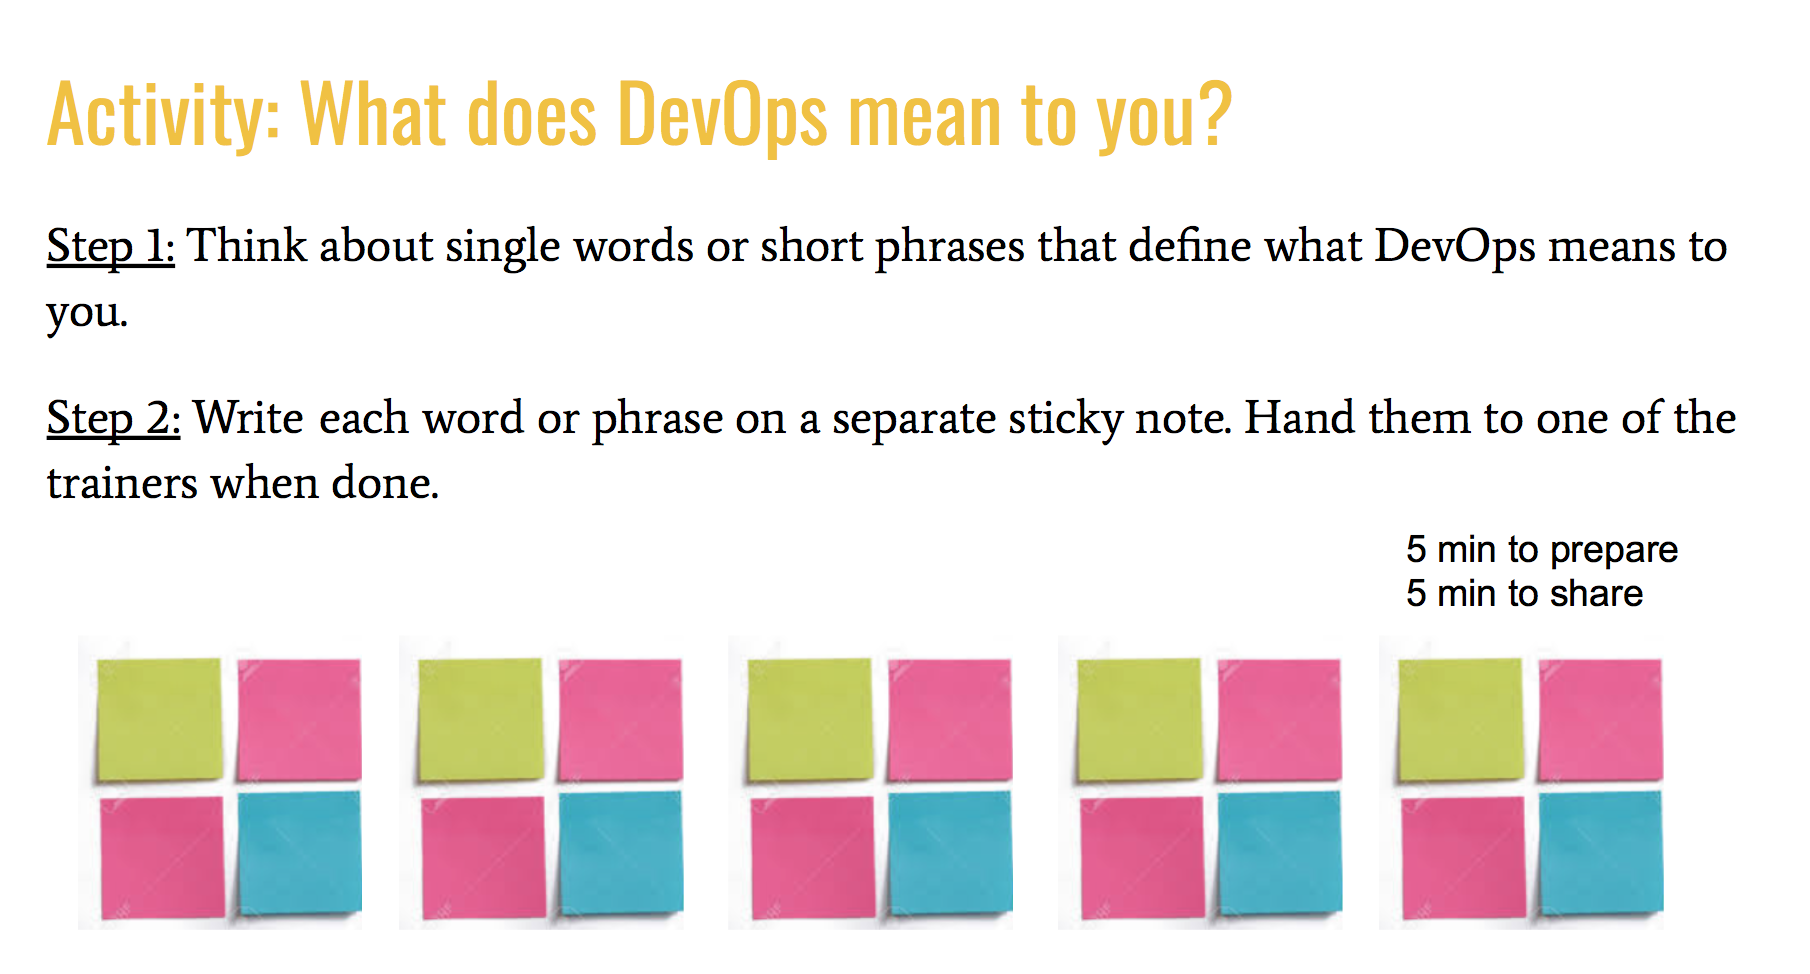 Activity: What does DevOps mean to you?
Step 1: Think about single words or short phrases that define what DevOps means to
you.
Step 2: Write each word or phrase on a separate sticky note. Hand them to one of the
trainers when done.
5 min to prepare
5 min to share